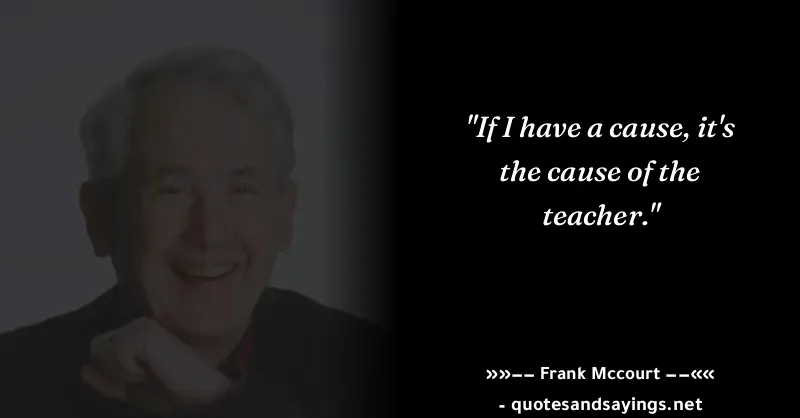 "If I have a cause, it's
the cause of the
teacher."
»»−− Frank Mccourt −−««
- quotesandsayings.net